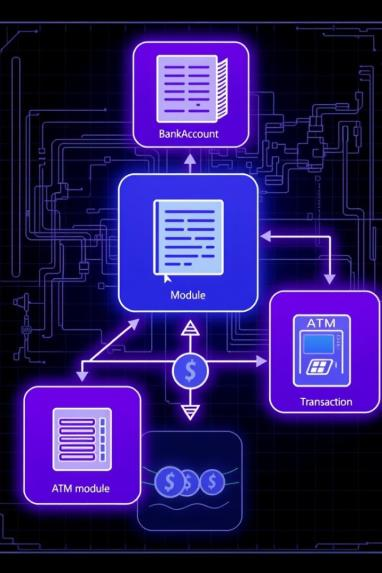 BankAccount
Module
ATM
Transaction
$
ATM module
$ $ $